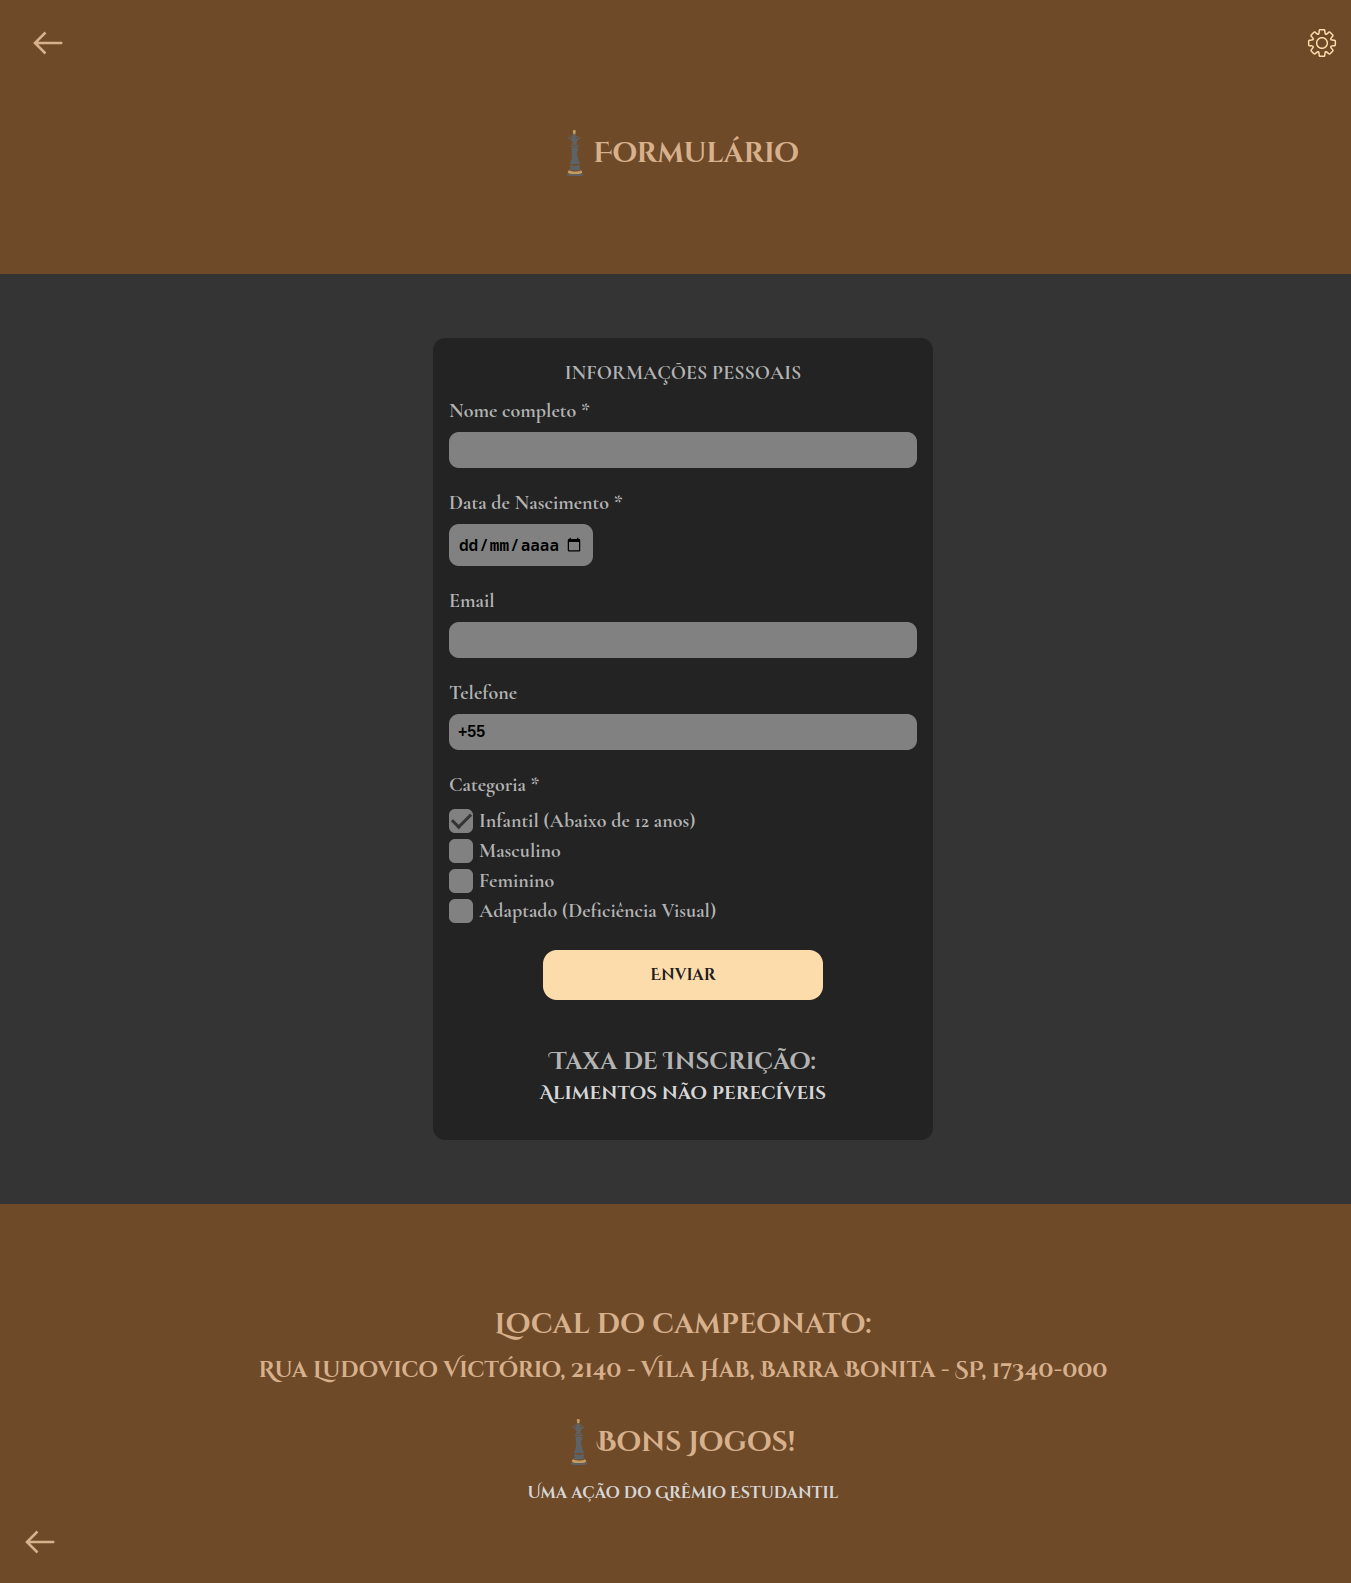 Formulário
INFORMAÇÕES PESSOAIS
Nome completo *
Data de Nascimento *
dd/mm/aaaa
Email
Telefone
+55
Categoria *
Infantil (Abaixo de 12 anos)
Masculino
Feminino
Adaptado (Deficiência Visual)
Enviar
Taxa de Inscrição:
Alimentos não perecíveis
Local do campeonato:
Rua Ludovico Victório, 2140 - Vila Hab, Barra Bonita - SP, 17340-000
Bons jogos!
Uma ação do Grêmio Estudantil